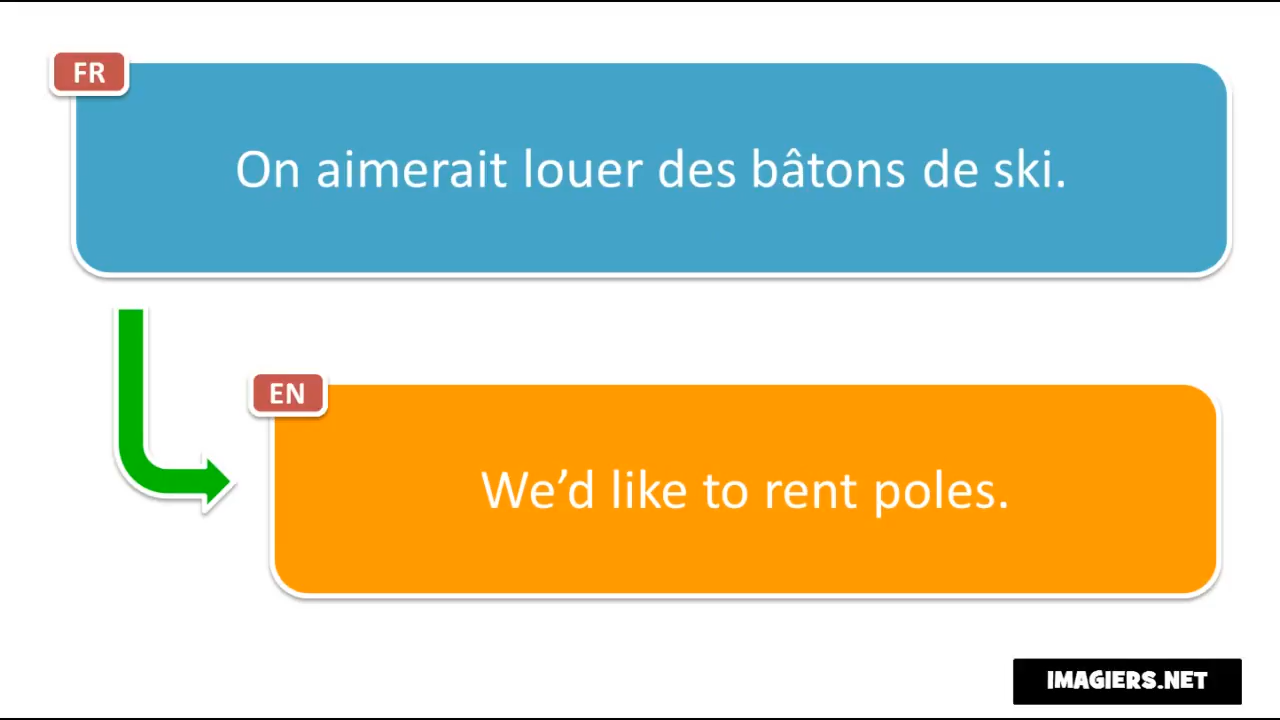 FR
On aimerait louer des bâtons de ski.
EN
We’d like to rent poles.
IMAGIERS.NET